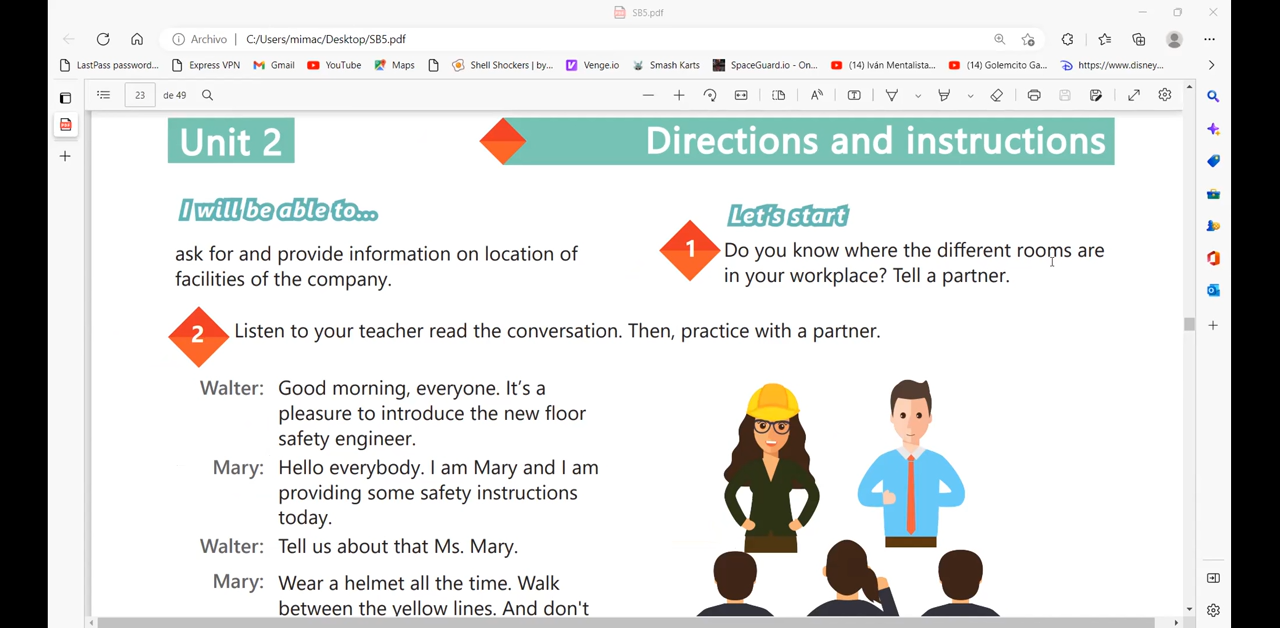 SB5.pdf
Archivo | C:/Users/mimac/Desktop/SB5.pdf
LastPass password... Express VPN Gmail YouTube Maps Shell Shockers | by... Venge.io Smash Karts SpaceGuard.io - On... (14) Iván Mentalista... (14) Golemcito Ga... https://www.disney...
23 de 49
Unit 2
Directions and instructions
I will be able to...
ask for and provide information on location of
facilities of the company.
Let's start
1 Do you know where the different rooms are
in your workplace? Tell a partner.
2 Listen to your teacher read the conversation. Then, practice with a partner.
Walter: Good morning, everyone. It's a
pleasure to introduce the new floor
safety engineer.
Mary: Hello everybody. I am Mary and I am
providing some safety instructions
today.
Walter: Tell us about that Ms. Mary.
Mary: Wear a helmet all the time. Walk
between the yellow lines. And don't